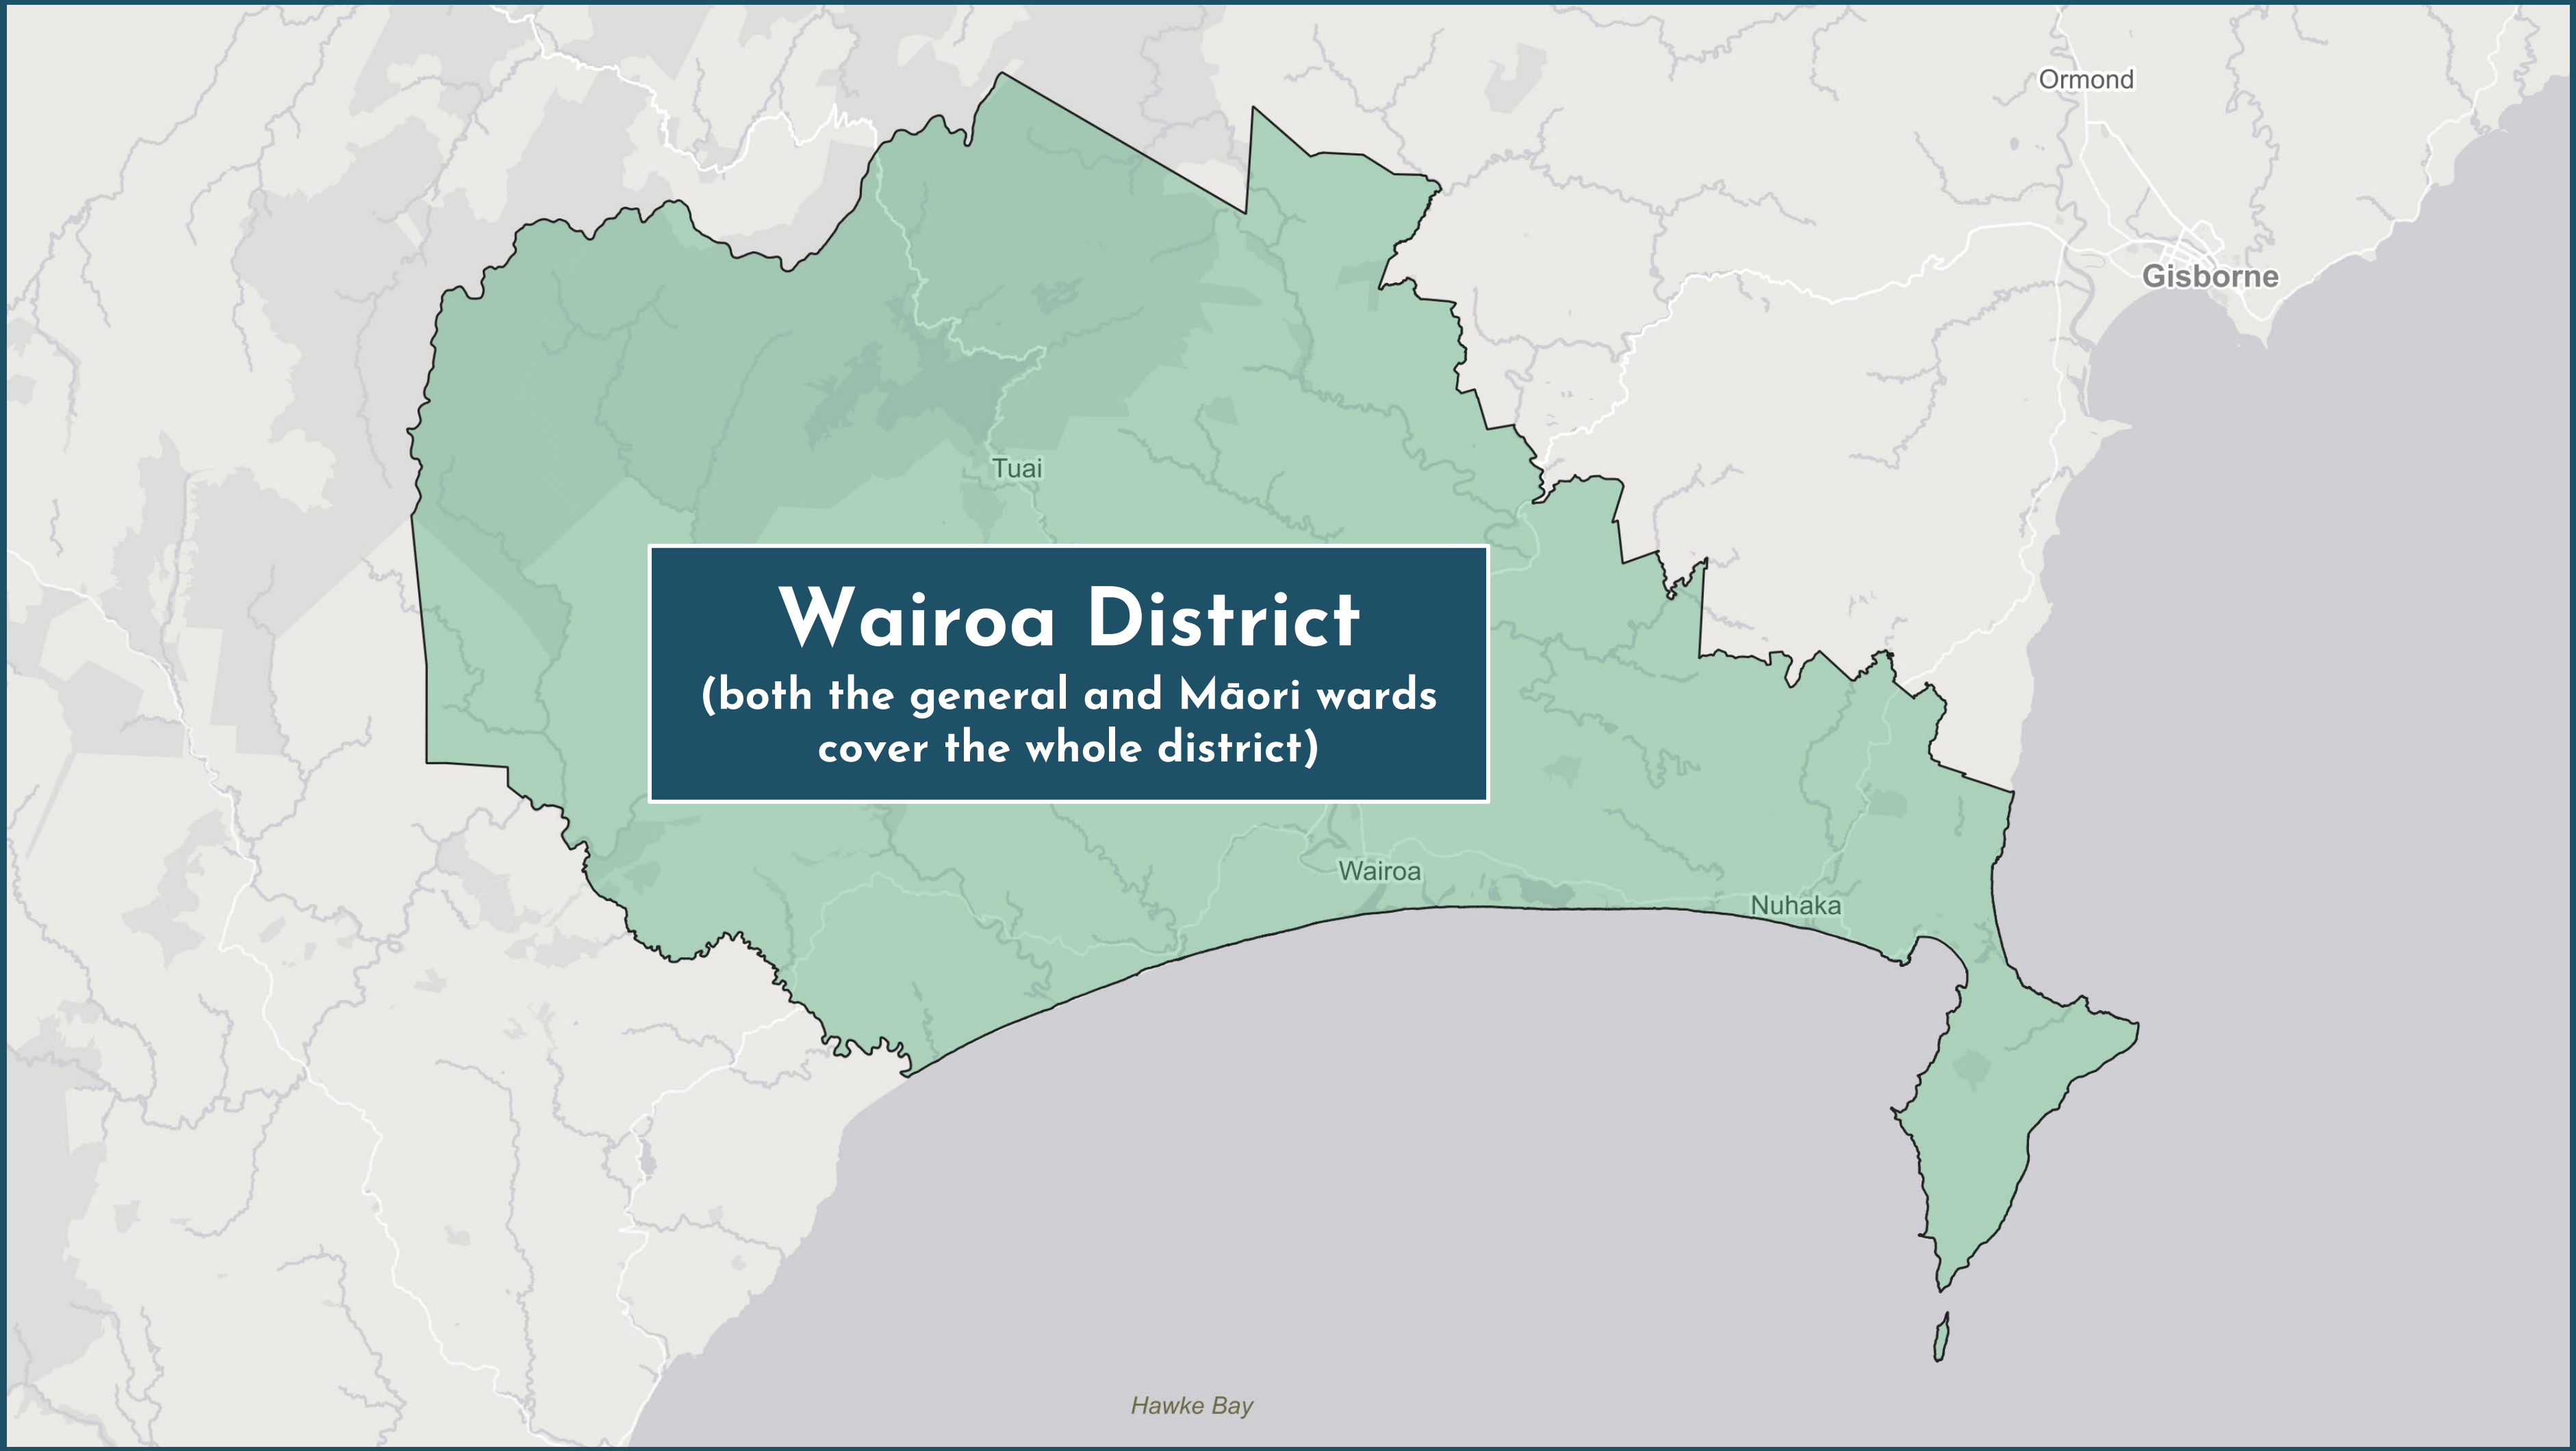 Ormond
Gisborne
Tuai
Wairoa District
(both the general and Māori wards
cover the whole district)
Wairoa
Nuhaka
Hawke Bay